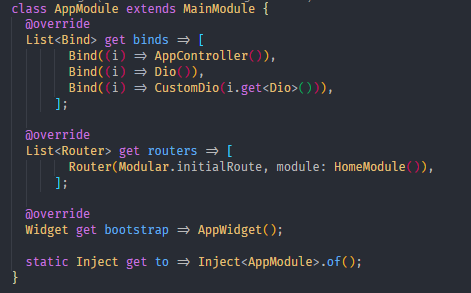 class AppModule extends MainModule {
  @override
  List<Bind> get binds => [
        Bind((i) => AppController()),
        Bind((i) => Dio()),
        Bind((i) => CustomDio(i.get<Dio>())),
      ];

  @override
  List<Router> get routers => [
        Router(Modular.initialRoute, module: HomeModule()),
      ];

  @override
  Widget get bootstrap => AppWidget();

  static Inject get to => Inject<AppModule>.of();
}